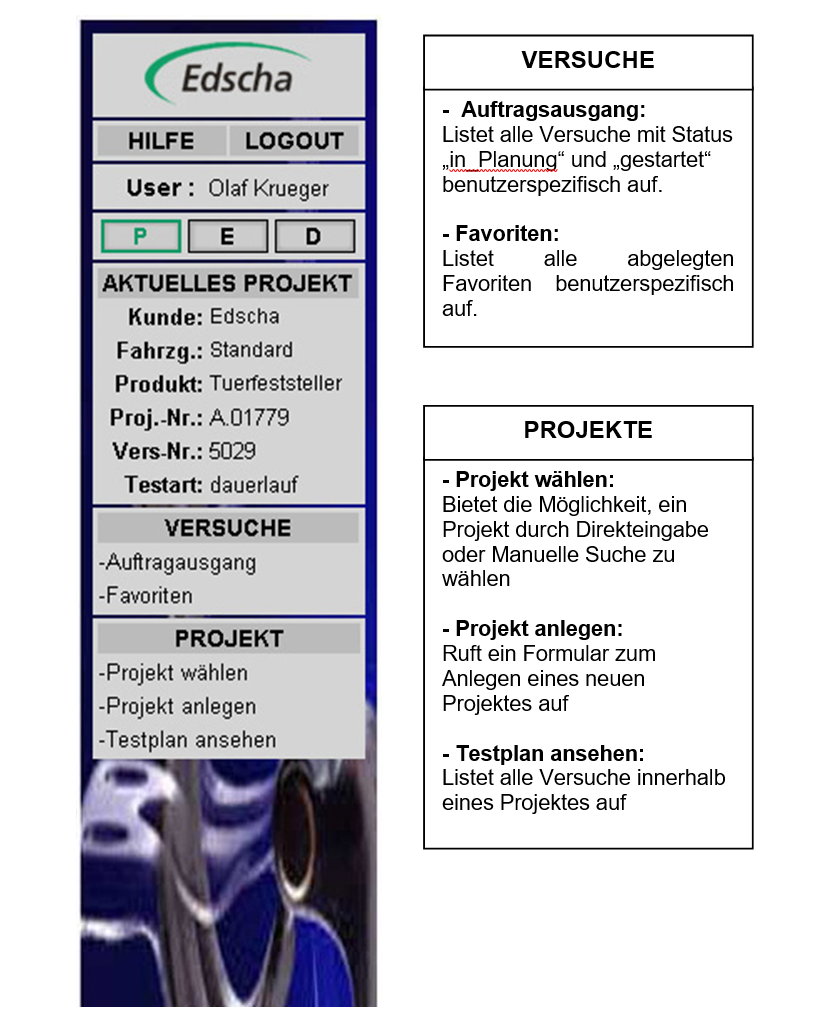 Edscha
HILFE LOGOUT
User : Olaf Krueger
P E D
AKTUELLES PROJEKT
Kunde: Edscha
Fahrzg.: Standard
Produkt: Tuerfeststeller
Proj.-Nr.: A.01779
Vers-Nr.: 5029
Testart: dauerlauf
VERSUCHE
-Auftragausgang
-Favoriten
PROJEKT
-Projekt wählen
-Projekt anlegen
-Testplan ansehen
VERSUCHE
- Auftragsausgang:
Listet alle Versuche mit Status
„in_Planung“ und „gestartet“
benutzerspezifisch auf.
- Favoriten:
Listet alle abgelegten
Favoriten benutzerspezifisch
auf.
PROJEKTE
- Projekt wählen:
Bietet die Möglichkeit, ein
Projekt durch Direkteingabe
oder Manuelle Suche zu
wählen
- Projekt anlegen:
Ruft ein Formular zum
Anlegen eines neuen
Projektes auf
- Testplan ansehen:
Listet alle Versuche innerhalb
eines Projektes auf